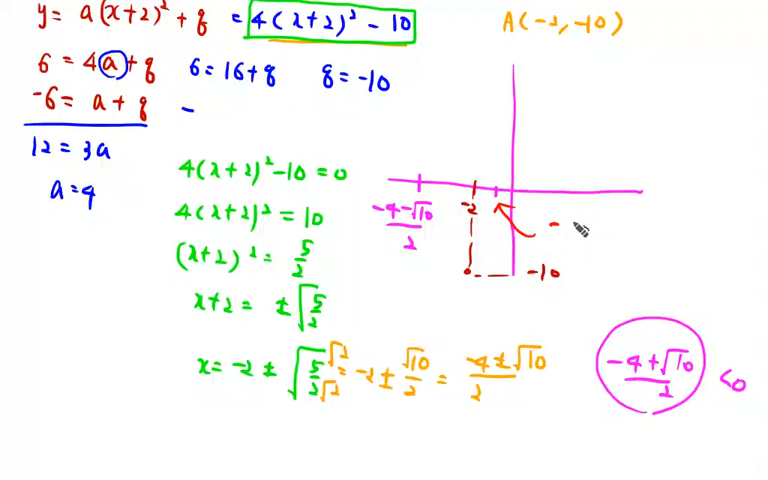 y = a(x+2)² + q = 4(x+2)² - 10
A(-2, -10)
6 = 4a + q
6 = 16 + q
q = -10
-6 = a + q
-
12 = 3a
a = 4
4(x+2)² - 10 = 0
4(x+2)² = 10
(x+2)² = 5/2
x+2 = ±√(5/2)
x = -2 ± √(5/2) √2/√2 = -2 ± √10/2 = (-4 ± √10)/2
(-4-√10)/2
-2
-
-10
(-4+√10)/2 < 0